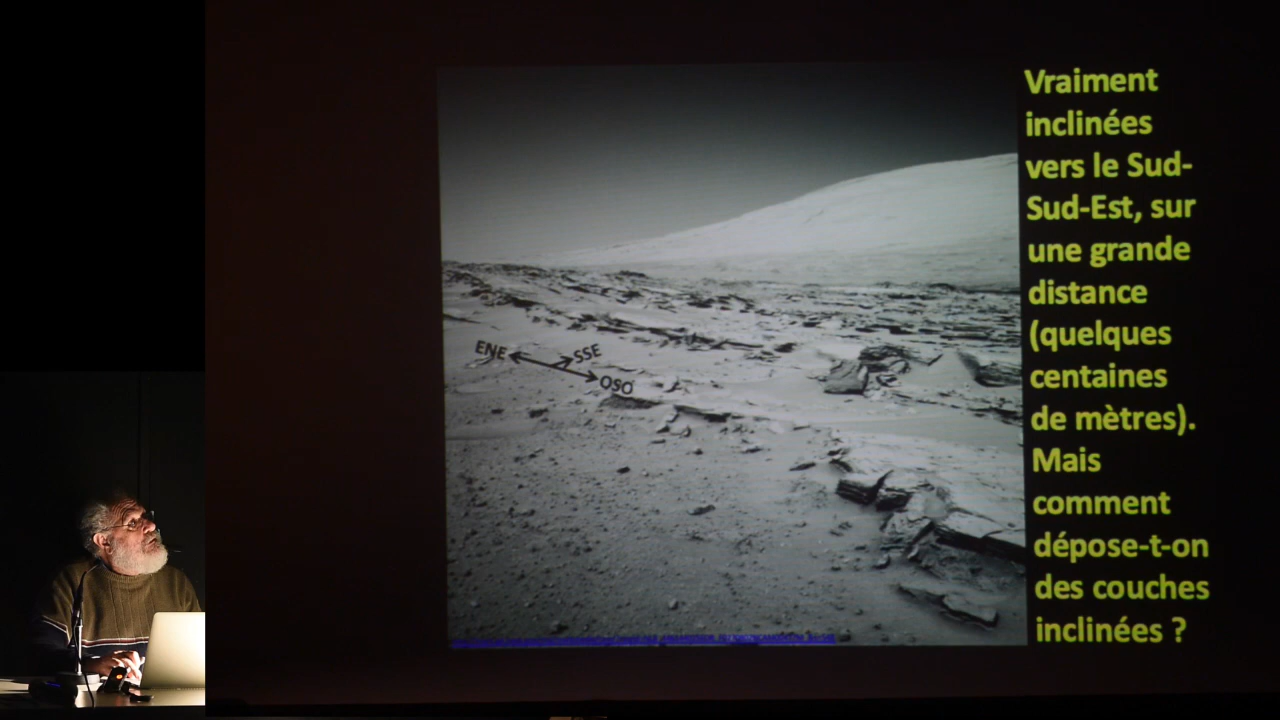 Vraiment
inclinées
vers le Sud-
Sud-Est, sur
une grande
distance
(quelques
centaines
de mètres).
Mais
comment
dépose-t-on
des couches
inclinées ?
ENE
SSE
OSO